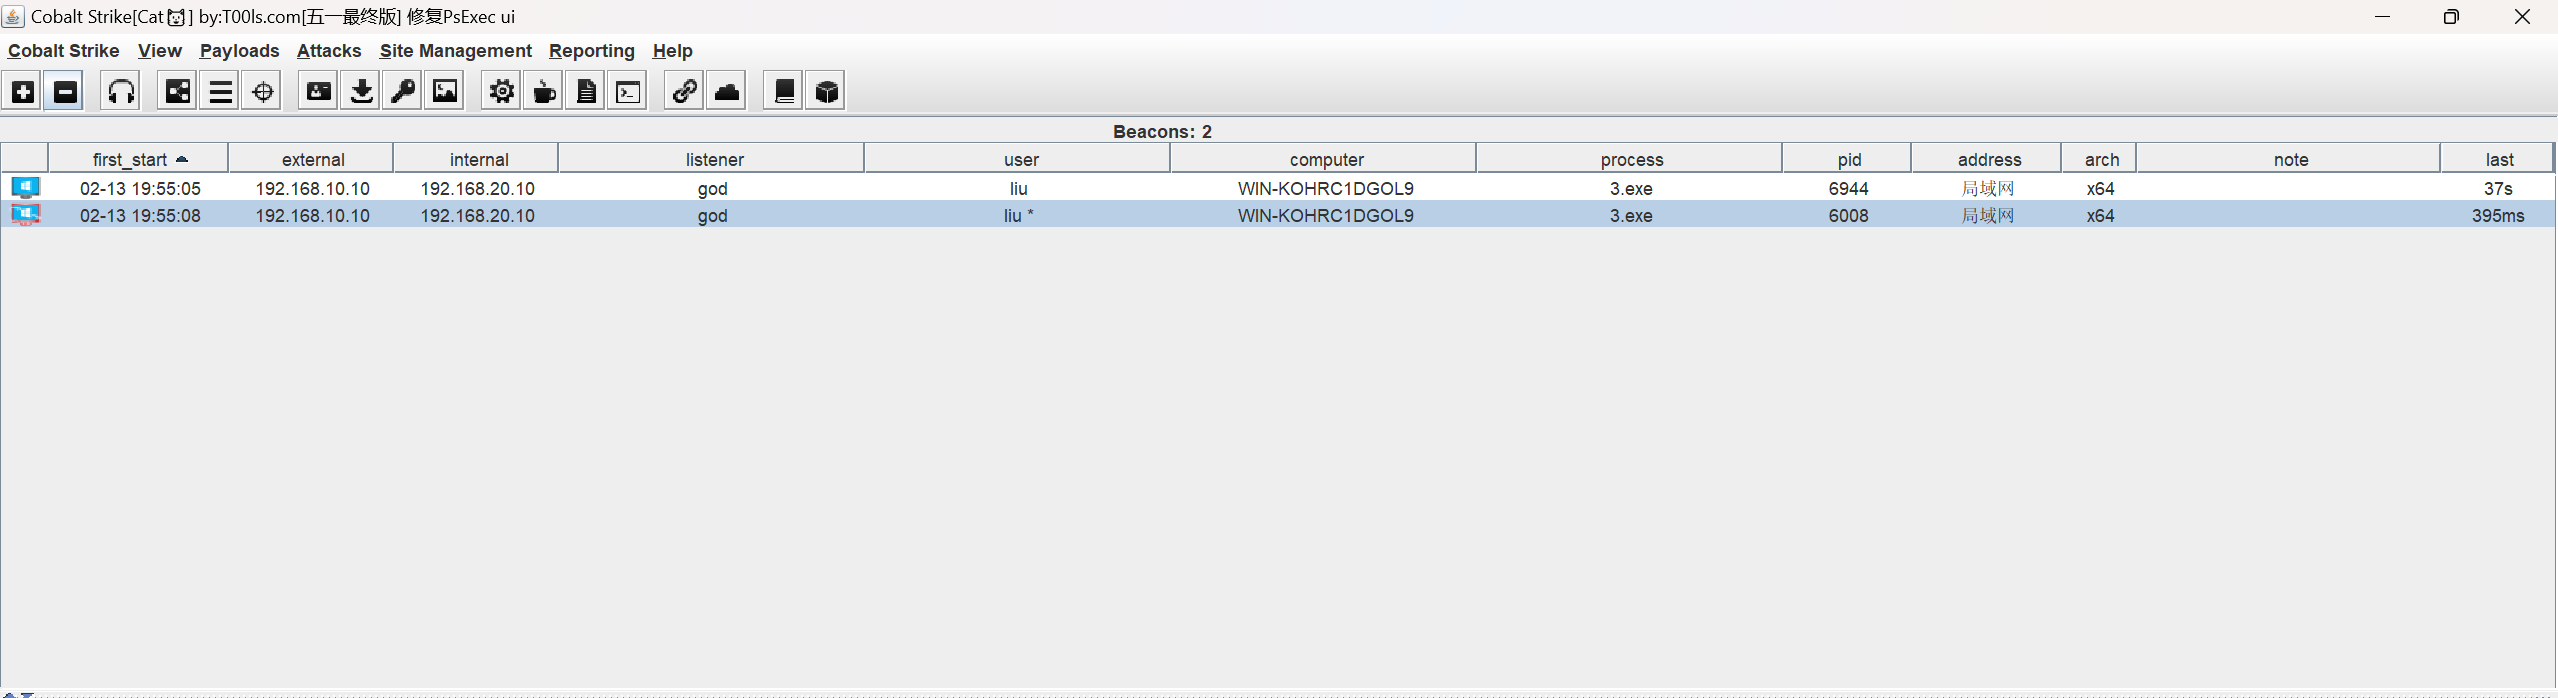 Cobalt Strike[Cat🐱] by:T00ls.com[五一最终版] 修复PsExec ui
Cobalt Strike View Payloads Attacks Site Management Reporting Help
Beacons: 2
first_start external internal listener user computer process pid address arch note last
02-13 19:55:05 192.168.10.10 192.168.20.10 god liu WIN-KOHRC1DGOL9 3.exe 6944 局域网 x64 37s
02-13 19:55:08 192.168.10.10 192.168.20.10 god liu * WIN-KOHRC1DGOL9 3.exe 6008 局域网 x64 395ms